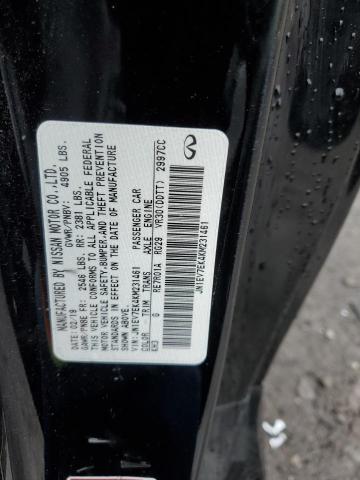 MANUFACTURED BY NISSAN MOTOR CO.,LTD.
DATE: 02/19 GVWR/PNBV: 4905 LBS.
GAWR/PNBE FR: 2546 LBS. RR: 2381 LBS.
THIS VEHICLE CONFORMS TO ALL APPLICABLE FEDERAL
MOTOR VEHICLE SAFETY,BUMPER,AND THEFT PREVENTION
STANDARDS IN EFFECT ON THE DATE OF MANUFACTURE
SHOWN ABOVE.
VIN: JN1EV7EK4KM231461 PASSENGER CAR
COLOR TRIM TRANS AXLE ENGINE
KH3 G RE7R01A RG29 VR30(DDTT) 2997CC
JN1EV7EK4KM231461